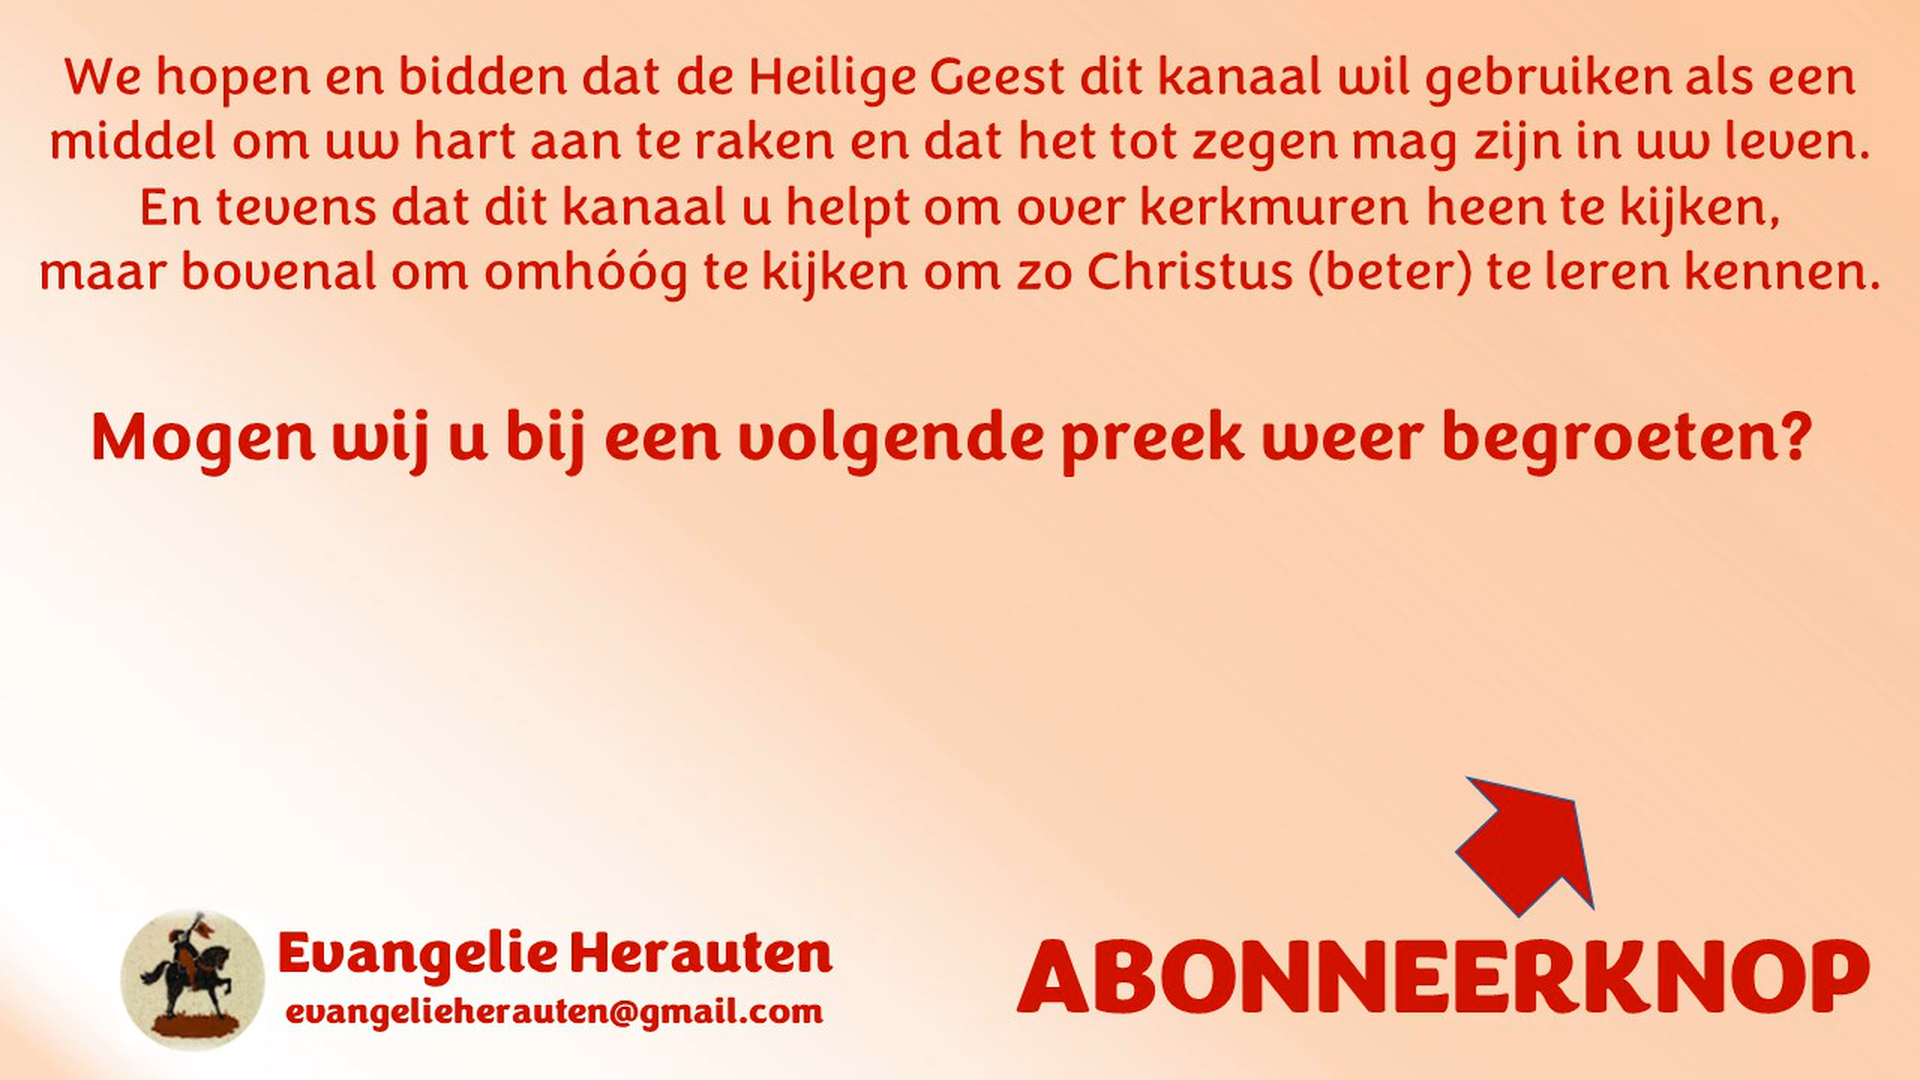 We hopen en bidden dat de Heilige Geest dit kanaal wil gebruiken als een
middel om uw hart aan te raken en dat het tot zegen mag zijn in uw leven.
En tevens dat dit kanaal u helpt om over kerkmuren heen te kijken,
maar bovenal om omhóóg te kijken om zo Christus (beter) te leren kennen.
Mogen wij u bij een volgende preek weer begroeten?
Evangelie Herauten
evangelieherauten@gmail.com
ABONNEERKNOP